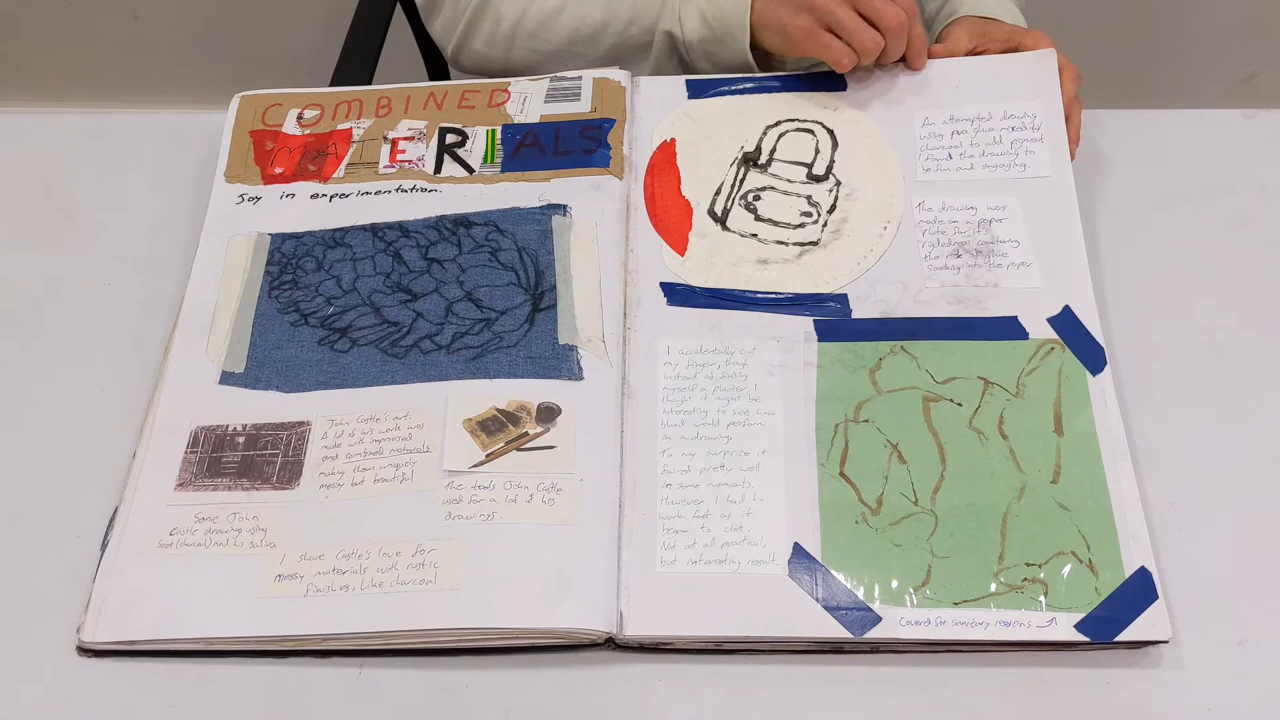 COMBINED
MATERIALS
Joy in experimentation.
John Castle's art.
A lot of his work was
made with improvised
and combined materials
making them uniquely
messy but beautiful
Some John
Castle drawings using
Soot (charcoal) and his saliva
The tools John Castle
used for a lot of his
drawings.
I share Castle's love for
messy materials with rustic
finishes. Like charcoal.
An attempted drawing
using pva glue mixed w/
charcoal to add pigment
I found the drawing to
be fun and engaging.
The drawing was
made on a paper
plate for it's
rigidedness countering
the risk of glue
soaking into the paper.
I accidentally cut
my finger, though
instead of finding
myself a plaster, I
thought it might be
interesting to see how
blood would perform
in a drawing.
To my surprise it
faired pretty well
in some moments.
However I had to
work fast as it
began to clot.
Not at all practical,
but interesting result.
Covered for sanitary reasons